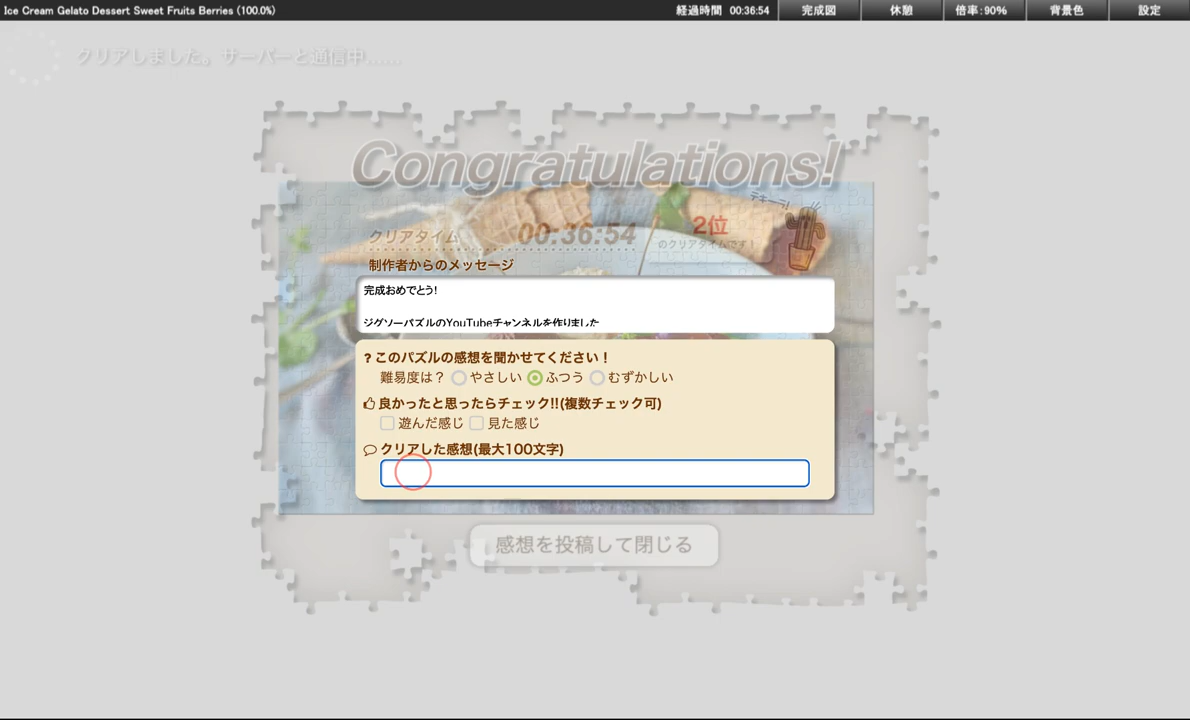 Ice Cream Gelato Dessert Sweet Fruits Berries (100.0%)
経過時間 00:36:54
完成図
休憩
倍率:90%
背景色
設定
クリアしました。サーバーと通信中......
Congratulations!
テキーラ!
クリアタイム 00:36:54
2位
のクリアタイムです!
制作者からのメッセージ
完成おめでとう!
ジグソーパズルのYouTubeチャンネルを作りました
? このパズルの感想を聞かせてください!
難易度は? やさしい ふつう むずかしい
良かったと思ったらチェック!!(複数チェック可)
遊んだ感じ 見た感じ
クリアした感想(最大100文字)
感想を投稿して閉じる